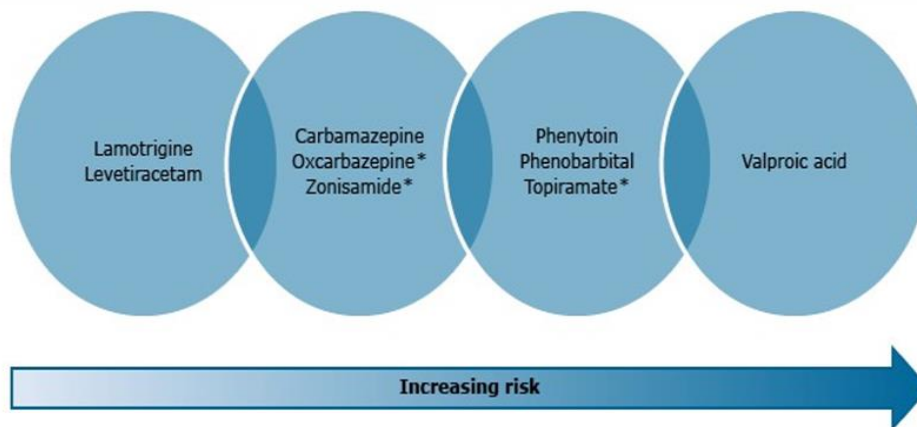 Lamotrigine
Levetiracetam
Carbamazepine
Oxcarbazepine*
Zonisamide*
Phenytoin
Phenobarbital
Topiramate*
Valproic acid
Increasing risk